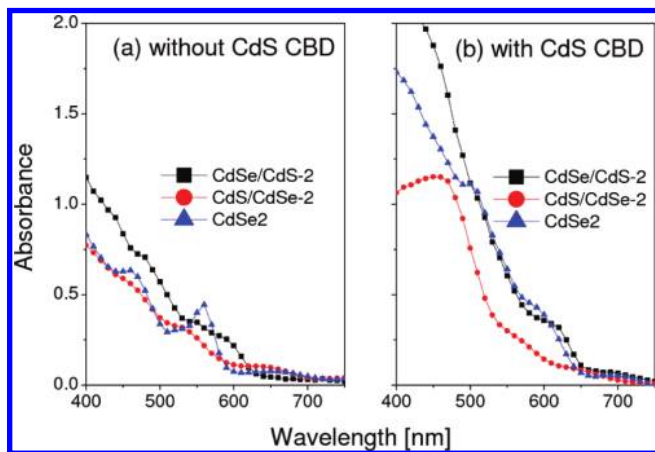 (a) without CdS CBD
(b) with CdS CBD
2.0
1.5
1.0
0.5
0.0
Absorbance
CdSe/CdS-2
CdS/CdSe-2
CdSe2
CdSe/CdS-2
CdS/CdSe-2
CdSe2
400 500 600 700
400 500 600 700
Wavelength [nm]